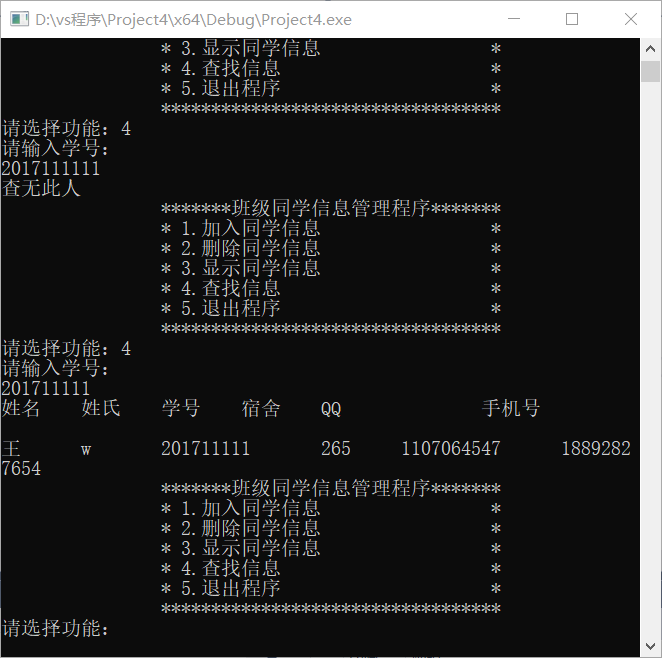 D:\vs程序\Project4\x64\Debug\Project4.exe
* 3.显示同学信息 *
* 4.查找信息 *
* 5.退出程序 *
**********************************
请选择功能：4
请输入学号：
2017111111
查无此人
*******班级同学信息管理程序*******
* 1.加入同学信息 *
* 2.删除同学信息 *
* 3.显示同学信息 *
* 4.查找信息 *
* 5.退出程序 *
**********************************
请选择功能：4
请输入学号：
201711111
姓名 姓氏 学号 宿舍 QQ 手机号
王 w 201711111 265 1107064547 1889282
7654
*******班级同学信息管理程序*******
* 1.加入同学信息 *
* 2.删除同学信息 *
* 3.显示同学信息 *
* 4.查找信息 *
* 5.退出程序 *
**********************************
请选择功能：